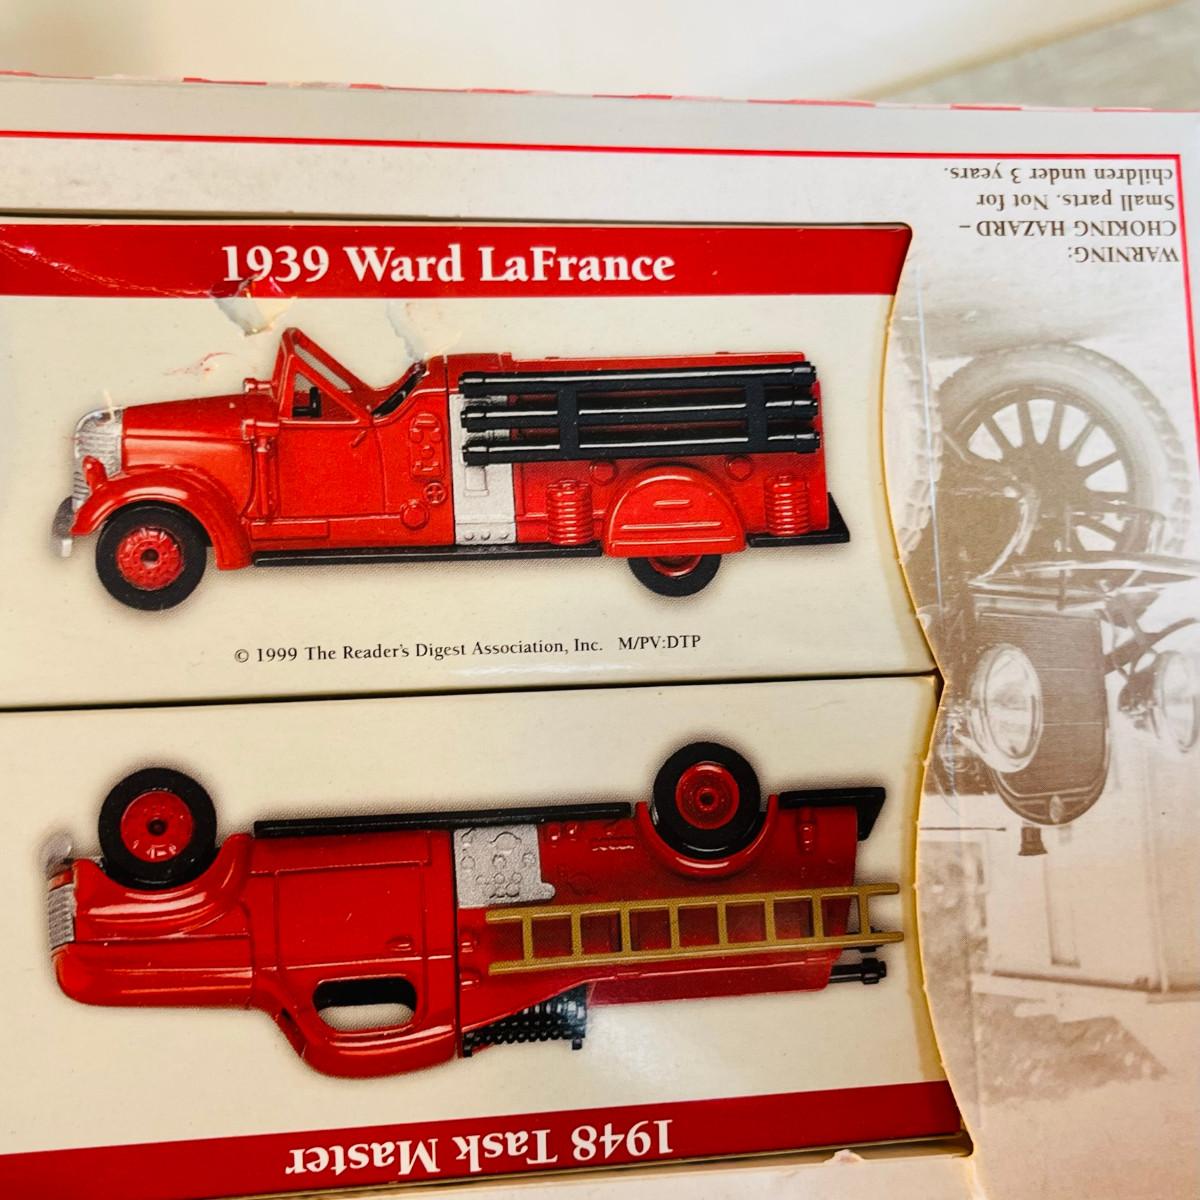 1939 Ward LaFrance
© 1999 The Reader's Digest Association, Inc. M/PV:DTP
1948 Task Master
WARNING:
CHOKING HAZARD –
Small parts. Not for
children under 3 years.